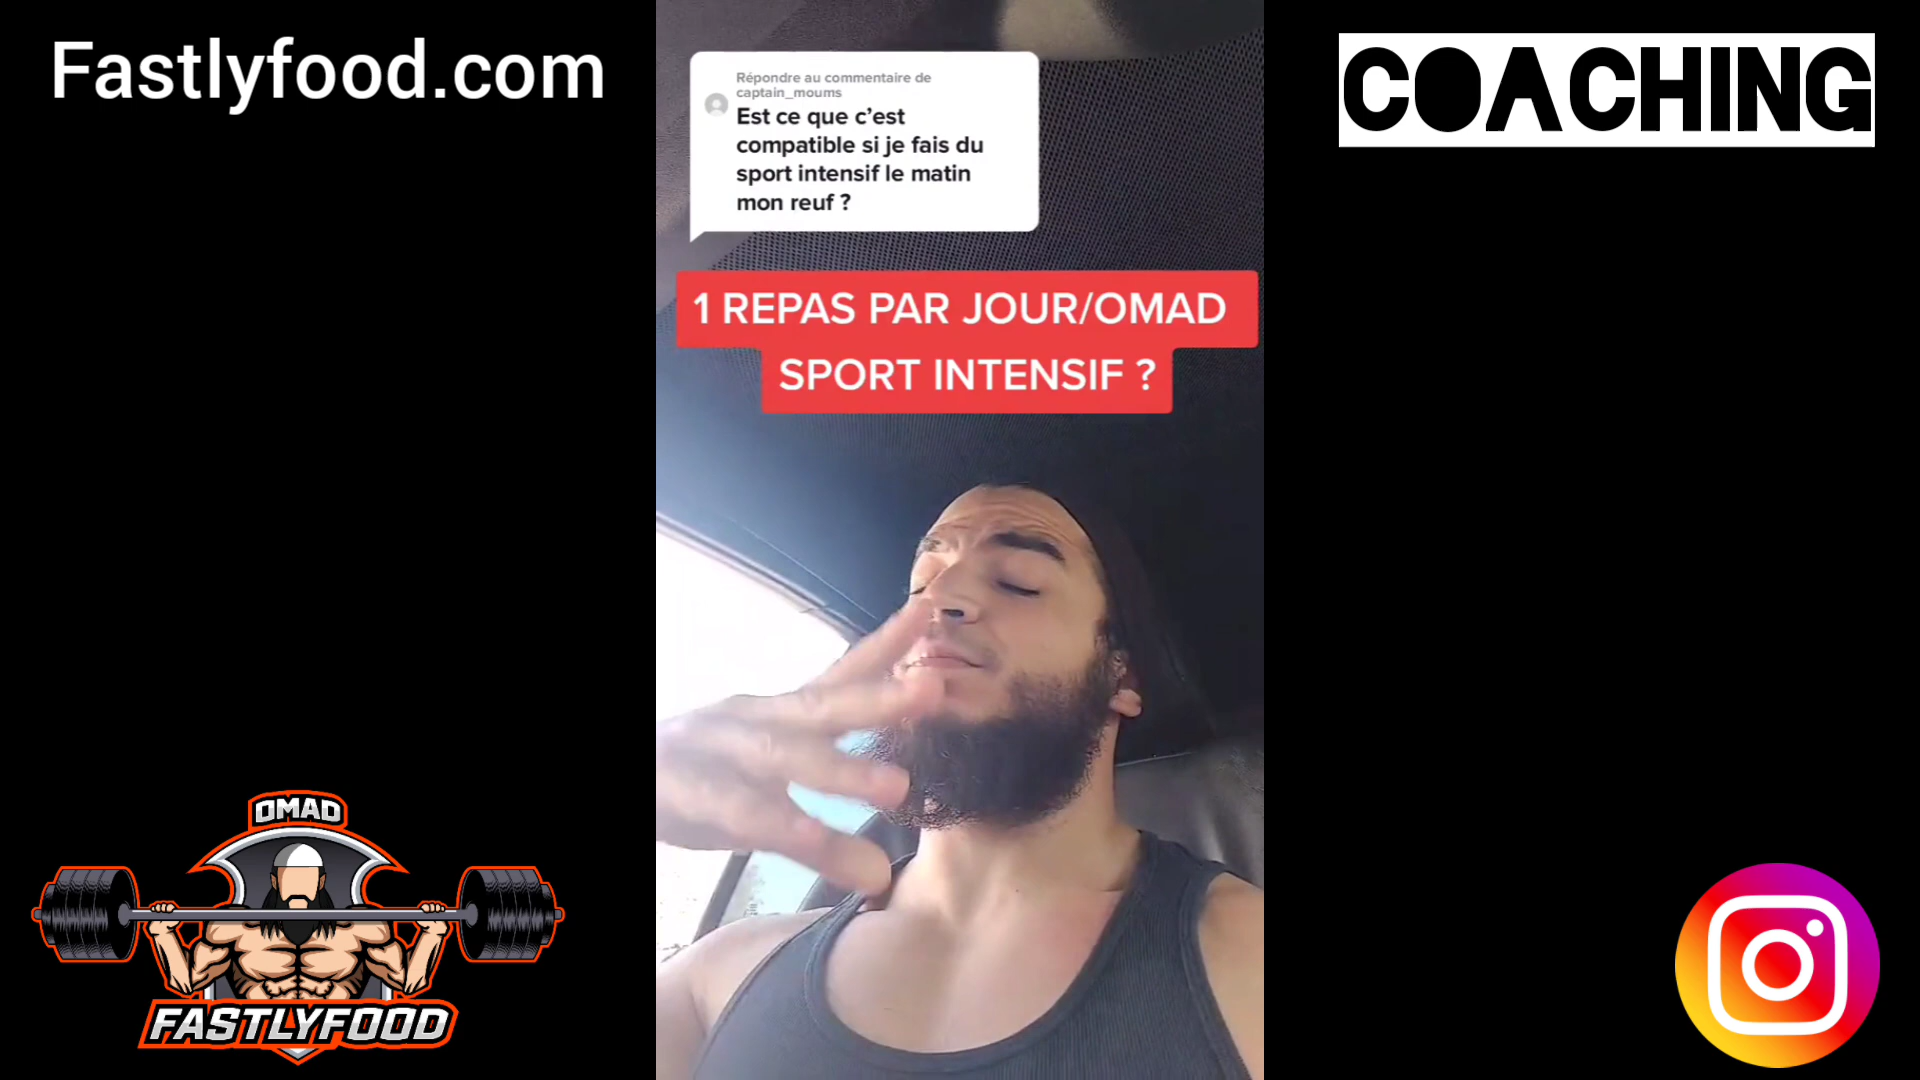 Fastlyfood.com
COACHING
Répondre au commentaire de
captain_moums
Est ce que c’est
compatible si je fais du
sport intensif le matin
mon reuf ?
1 REPAS PAR JOUR/OMAD
SPORT INTENSIF ?
OMAD
FASTLYFOOD